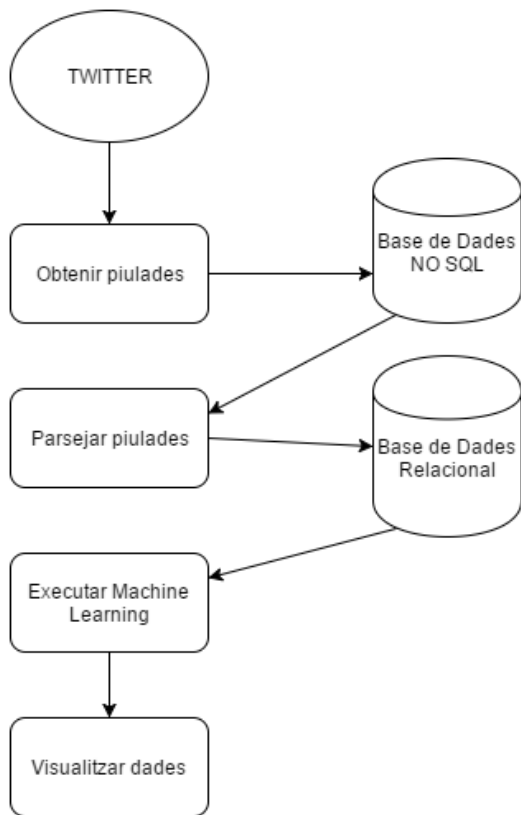 TWITTER
Obtenir piulades
Base de Dades
NO SQL
Parsejar piulades
Base de Dades
Relacional
Executar Machine
Learning
Visualitzar dades